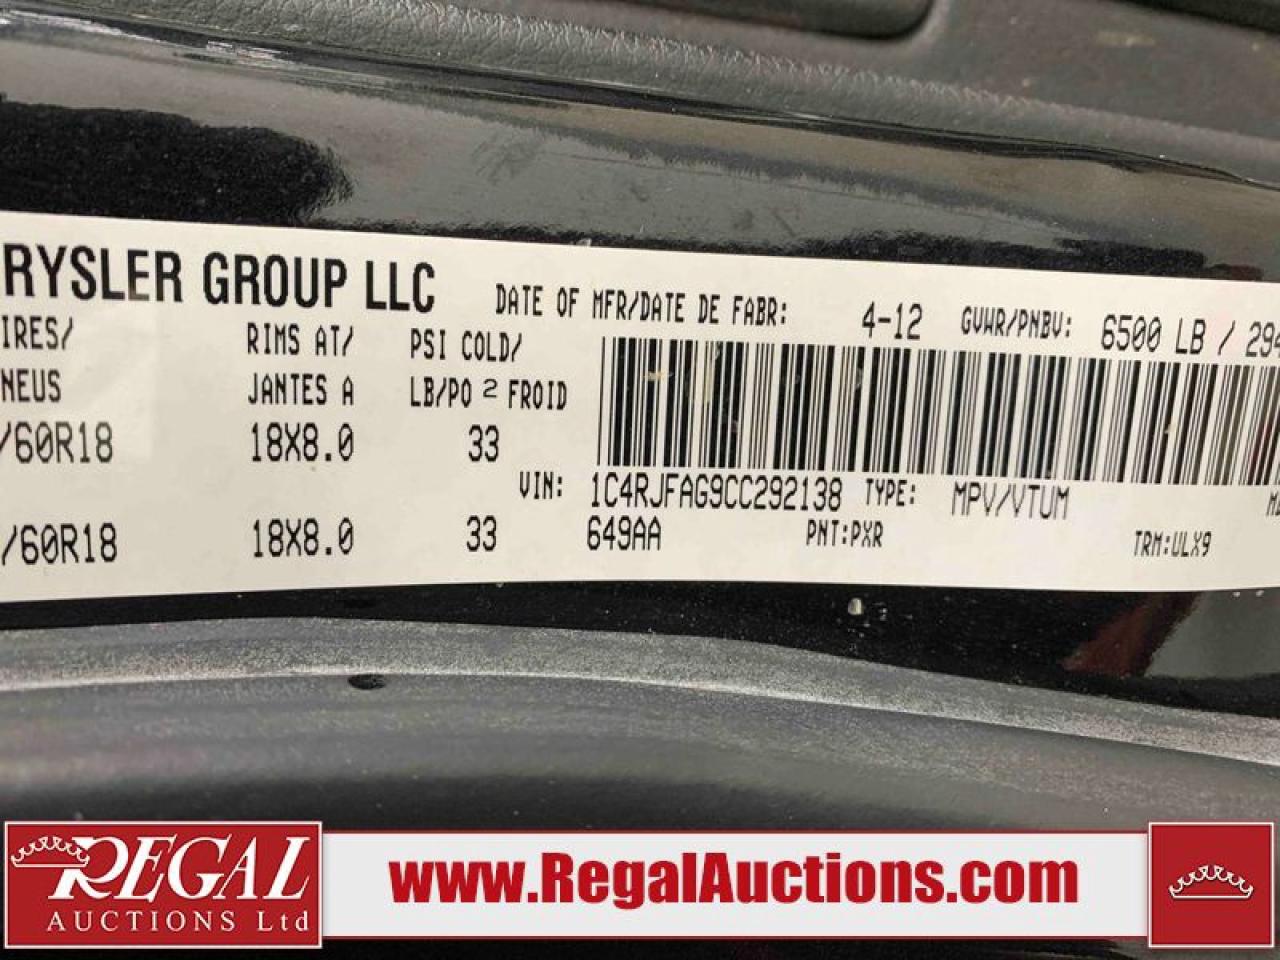 RYSLER GROUP LLC DATE OF MFR/DATE DE FABR: 4-12 GVWR/PNBV: 6500 LB / 294
IRES/ RIMS AT/ PSI COLD/
NEUS JANTES A LB/PO 2 FROID
/60R18 18X8.0 33
VIN: 1C4RJFAG9CC292138 TYPE: MPV/VTUM
/60R18 18X8.0 33 649AA PNT:PXR TRM:ULX9
REGAL
AUCTIONS Ltd
www.RegalAuctions.com